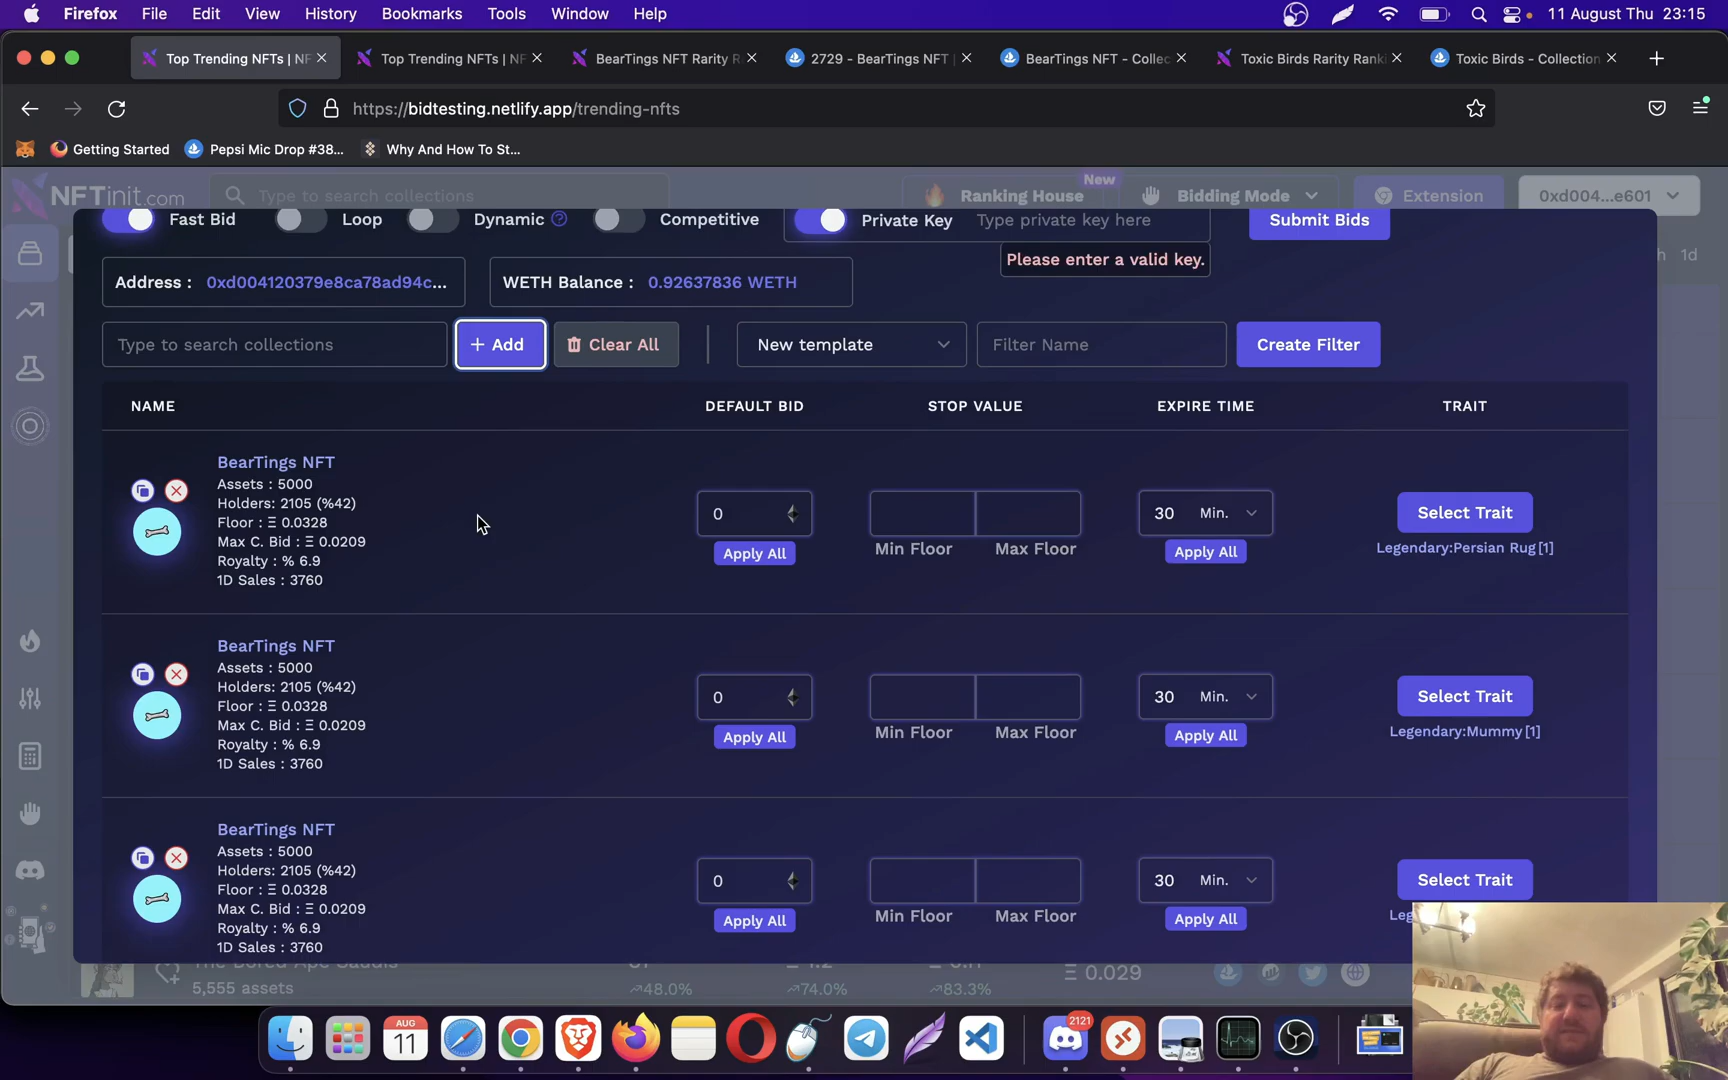 Firefox File Edit View History Bookmarks Tools Window Help 11 August Thu 23:15
Top Trending NFTs | NF Top Trending NFTs | NF BearTings NFT Rarity R 2729 - BearTings NFT | BearTings NFT - Collec Toxic Birds Rarity Ranki Toxic Birds - Collection
https://bidtesting.netlify.app/trending-nfts
Getting Started Pepsi Mic Drop #38... Why And How To St...
NFTinit.com Type to search collections Ranking House New Bidding Mode Extension 0xd004...e601
Fast Bid Loop Dynamic Competitive Private Key Type private key here Submit Bids
h 1d
Please enter a valid key.
Address : 0xd004120379e8ca78ad94c... WETH Balance : 0.92637836 WETH
Type to search collections + Add Clear All New template Filter Name Create Filter
NAME DEFAULT BID STOP VALUE EXPIRE TIME TRAIT
BearTings NFT
Assets : 5000
Holders: 2105 (%42)
Floor : Ξ 0.0328
Max C. Bid : Ξ 0.0209
Royalty : % 6.9
1D Sales : 3760
0 30 Min. Select Trait
Apply All Min Floor Max Floor Apply All Legendary:Persian Rug[1]
BearTings NFT
Assets : 5000
Holders: 2105 (%42)
Floor : Ξ 0.0328
Max C. Bid : Ξ 0.0209
Royalty : % 6.9
1D Sales : 3760
0 30 Min. Select Trait
Apply All Min Floor Max Floor Apply All Legendary:Mummy[1]
BearTings NFT
Assets : 5000
Holders: 2105 (%42)
Floor : Ξ 0.0328
Max C. Bid : Ξ 0.0209
Royalty : % 6.9
1D Sales : 3760
0 30 Min. Select Trait
Apply All Min Floor Max Floor Apply All Leg
Ξ 0.029
5,555 assets 48.0% 74.0% 83.3%
AUG
11
2121